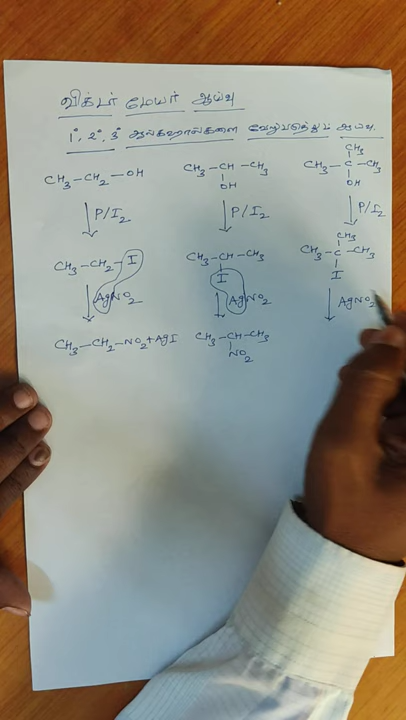 விக்டர் மேயர் ஆய்வு
1°, 2°, 3° ஆல்கஹால்களை வேறுபடுத்தும் ஆய்வு.
CH₃-CH₂-OH
P/I₂
CH₃-CH₂-I
AgNO₂
CH₃-CH₂-NO₂+AgI
CH₃-CH-CH₃
OH
P/I₂
CH₃-CH-CH₃
I
AgNO₂
CH₃-CH-CH₃
NO₂
CH₃
CH₃-C-CH₃
OH
P/I₂
CH₃
CH₃-C-CH₃
I
AgNO₂